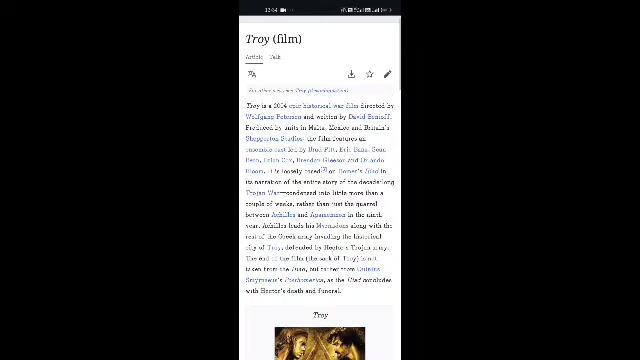 Troy (film)
Article Talk
For other uses, see Troy (disambiguation).
Troy is a 2004 epic historical war film directed by
Wolfgang Petersen and written by David Benioff.
Produced by units in Malta, Mexico and Britain's
Shepperton Studios, the film features an
ensemble cast led by Brad Pitt, Eric Bana, Sean
Bean, Brian Cox, Brendan Gleeson and Orlando
Bloom. It is loosely based on Homer's Iliad in
its narration of the entire story of the decade-long
Trojan War—condensed into little more than a
couple of weeks, rather than just the quarrel
between Achilles and Agamemnon in the ninth
year. Achilles leads his Myrmidons along with the
rest of the Greek army invading the historical
city of Troy, defended by Hector's Trojan army.
The end of the film (the sack of Troy) is not
taken from the Iliad, but rather from Quintus
Smyrnaeus's Posthomerica, as the Iliad concludes
with Hector's death and funeral.
Troy